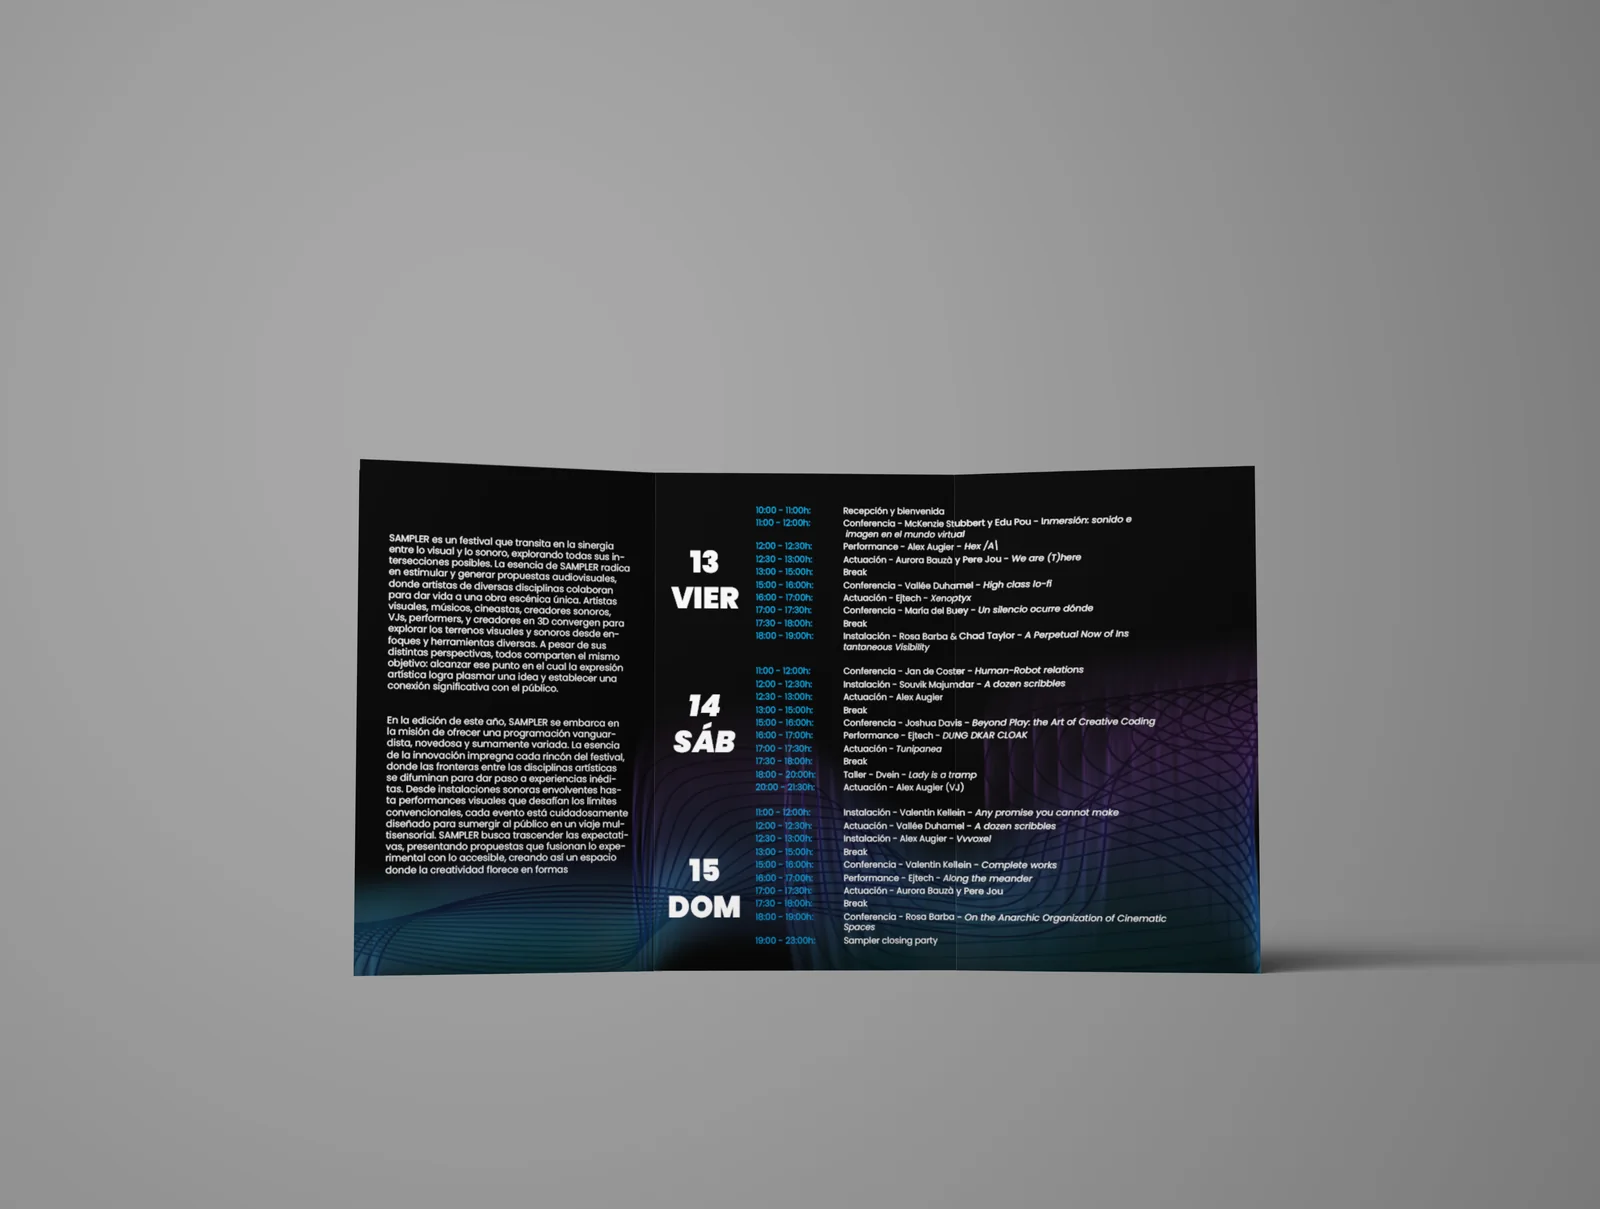 SAMPLER es un festival que transita en la sinergia
entre lo visual y lo sonoro, explorando todas sus in-
tersecciones posibles. La esencia de SAMPLER radica
en estimular y generar propuestas audiovisuales,
donde artistas de diversas disciplinas colaboran
para dar vida a una obra escénica única. Artistas
visuales, músicos, cineastas, creadores sonoros,
VJs, performers, y creadores en 3D convergen para
explorar los terrenos visuales y sonoros desde en-
foques y herramientas diversas. A pesar de sus
distintas perspectivas, todos comparten el mismo
objetivo: alcanzar ese punto en el cual la expresión
artística logra plasmar una idea y establecer una
conexión significativa con el público.
En la edición de este año, SAMPLER se embarca en
la misión de ofrecer una programación vanguar-
dista, novedosa y sumamente variada. La esencia
de la innovación impregna cada rincón del festival,
donde las fronteras entre las disciplinas artísticas
se difuminan para dar paso a experiencias inédi-
tas. Desde instalaciones sonoras envolventes has-
ta performances visuales que desafían los límites
convencionales, cada evento está cuidadosamente
diseñado para sumergir al público en un viaje mul-
tisensorial. SAMPLER busca trascender las expectati-
vas, presentando propuestas que fusionan lo expe-
rimental con lo accesible, creando así un espacio
donde la creatividad florece en formas
13
VIER
10:00 - 11:00h: Recepción y bienvenida
11:00 - 12:00h: Conferencia - McKenzie Stubbert y Edu Pou - Inmersión: sonido e
imagen en el mundo virtual
12:00 - 12:30h: Performance - Alex Augier - Hex /A\
12:30 - 13:00h: Actuación - Aurora Bauzà y Pere Jou - We are (T)here
13:00 - 15:00h: Break
15:00 - 16:00h: Conferencia - Vallée Duhamel - High class lo-fi
16:00 - 17:00h: Actuación - Ejtech - Xenoptyx
17:00 - 17:30h: Conferencia - María del Buey - Un silencio ocurre dónde
17:30 - 18:00h: Break
18:00 - 19:00h: Instalación - Rosa Barba & Chad Taylor - A Perpetual Now of Ins
tantaneous Visibility
14
SÁB
11:00 - 12:00h: Conferencia - Jan de Coster - Human-Robot relations
12:00 - 12:30h: Instalación - Souvik Majumdar - A dozen scribbles
12:30 - 13:00h: Actuación - Alex Augier
13:00 - 15:00h: Break
15:00 - 16:00h: Conferencia - Joshua Davis - Beyond Play: the Art of Creative Coding
16:00 - 17:00h: Performance - Ejtech - DUNG DKAR CLOAK
17:00 - 17:30h: Actuación - Tunipanea
17:30 - 18:00h: Break
18:00 - 20:00h: Taller - Dvein - Lady is a tramp
20:00 - 21:30h: Actuación - Alex Augier (VJ)
15
DOM
11:00 - 12:00h: Instalación - Valentin Kellein - Any promise you cannot make
12:00 - 12:30h: Actuación - Vallée Duhamel - A dozen scribbles
12:30 - 13:00h: Instalación - Alex Augier - Vvvoxel
13:00 - 15:00h: Break
15:00 - 16:00h: Conferencia - Valentin Kellein - Complete works
16:00 - 17:00h: Performance - Ejtech - Along the meander
17:00 - 17:30h: Actuación - Aurora Bauzà y Pere Jou
17:30 - 18:00h: Break
18:00 - 19:00h: Conferencia - Rosa Barba - On the Anarchic Organization of Cinematic
Spaces
19:00 - 23:00h: Sampler closing party